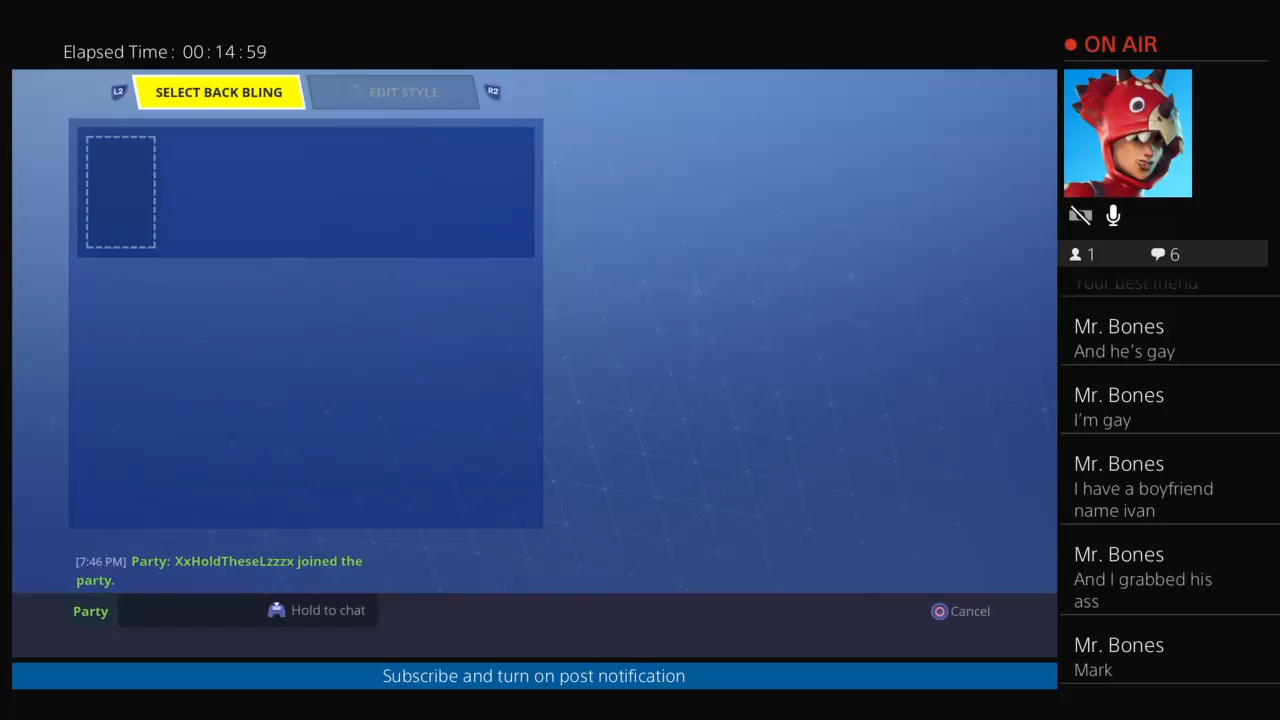 Elapsed Time: 00:14:59
ON AIR
L2
SELECT BACK BLING
EDIT STYLE
R2
1
6
Your best friend
Mr. Bones
And he's gay
Mr. Bones
I'm gay
Mr. Bones
I have a boyfriend
name ivan
Mr. Bones
And I grabbed his
ass
Mr. Bones
Mark
[7:46 PM] Party: XxHoldTheseLzzzx joined the
party.
Party
Hold to chat
Cancel
Subscribe and turn on post notification